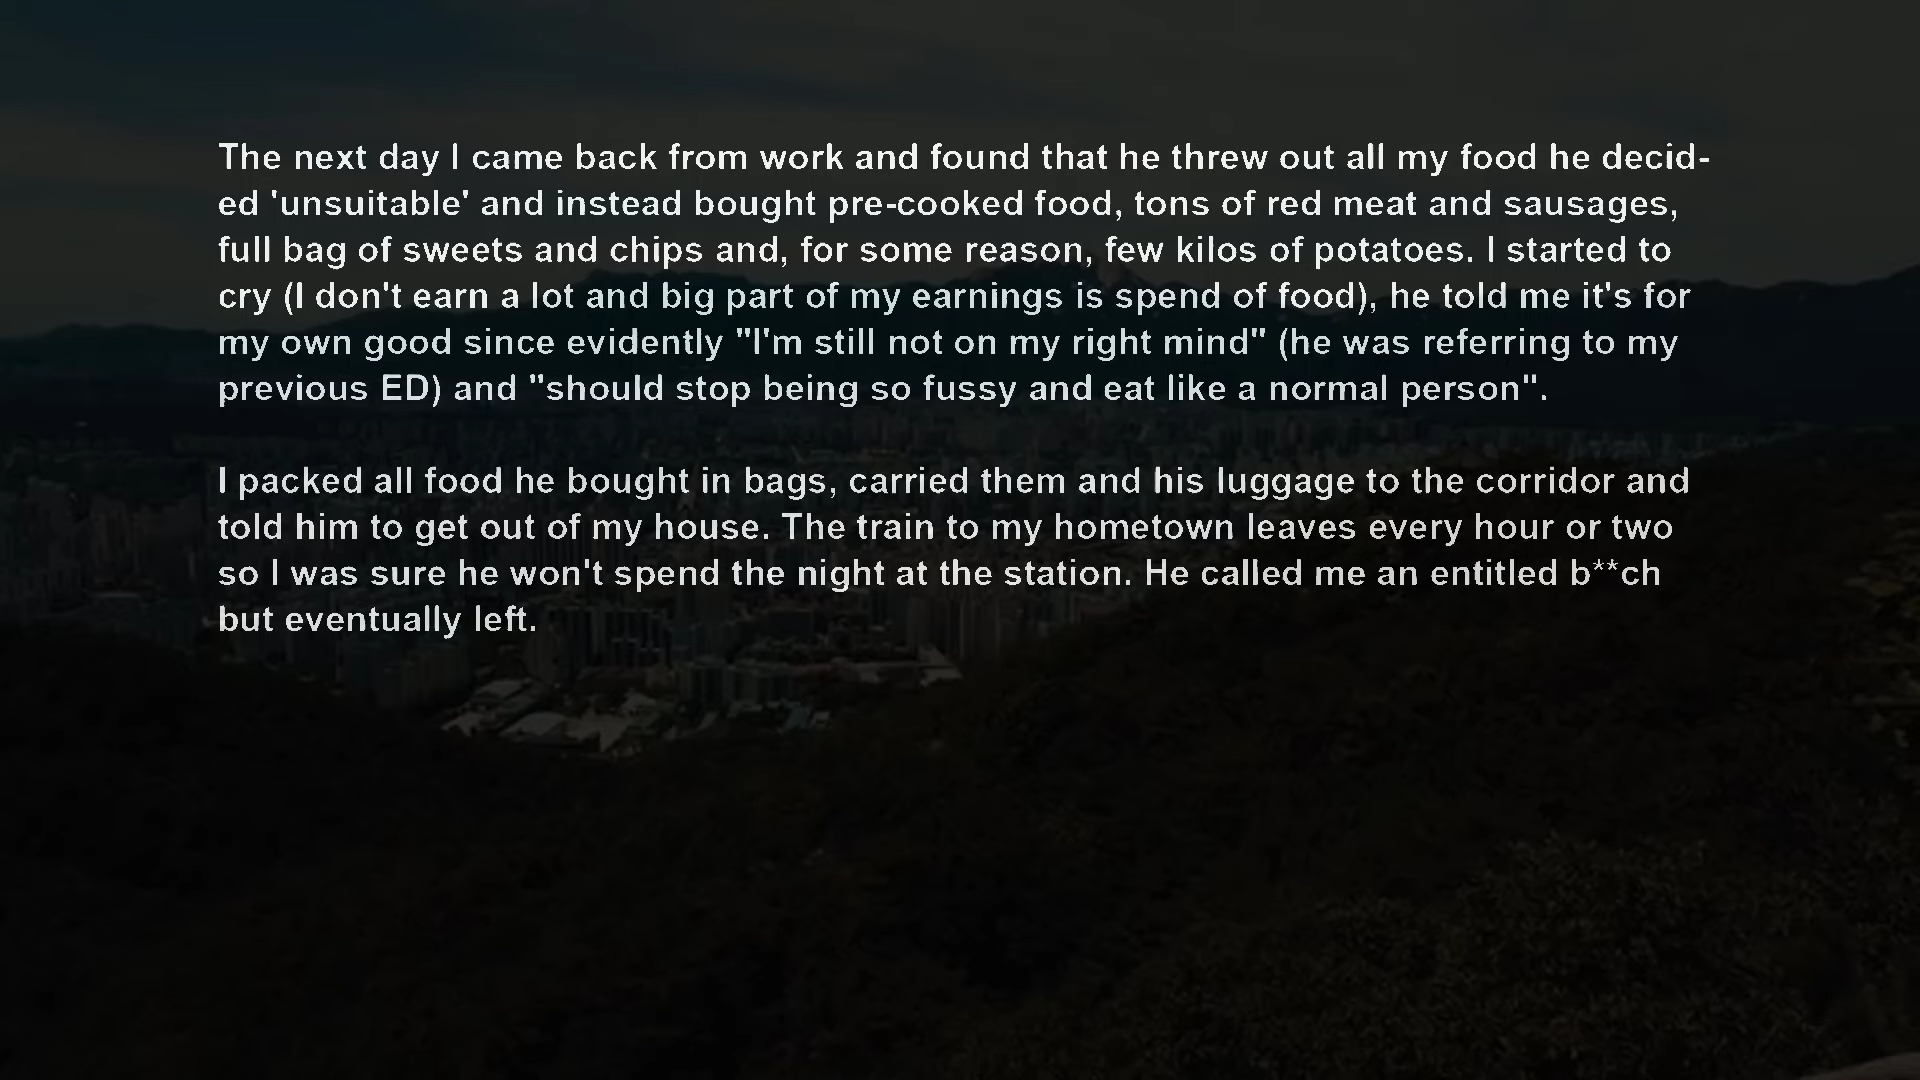 The next day I came back from work and found that he threw out all my food he decid-
ed 'unsuitable' and instead bought pre-cooked food, tons of red meat and sausages,
full bag of sweets and chips and, for some reason, few kilos of potatoes. I started to
cry (I don't earn a lot and big part of my earnings is spend of food), he told me it's for
my own good since evidently "I'm still not on my right mind" (he was referring to my
previous ED) and "should stop being so fussy and eat like a normal person".
I packed all food he bought in bags, carried them and his luggage to the corridor and
told him to get out of my house. The train to my hometown leaves every hour or two
so I was sure he won't spend the night at the station. He called me an entitled b**ch
but eventually left.